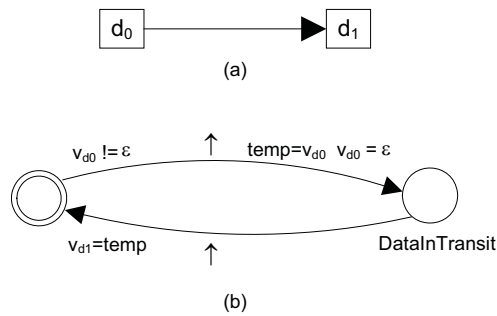 d0 d1
(a)
vd0 != ε ↑ temp=vd0 vd0 = ε
vd1=temp ↑ DataInTransit
(b)